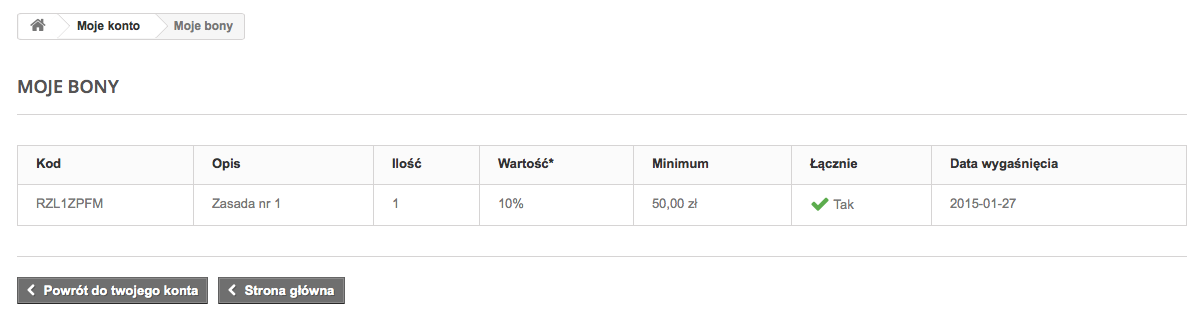 Moje konto Moje bony
MOJE BONY
Kod Opis Ilość Wartość* Minimum Łącznie Data wygaśnięcia
RZL1ZPFM Zasada nr 1 1 10% 50,00 zł Tak 2015-01-27
Powrót do twojego konta Strona główna